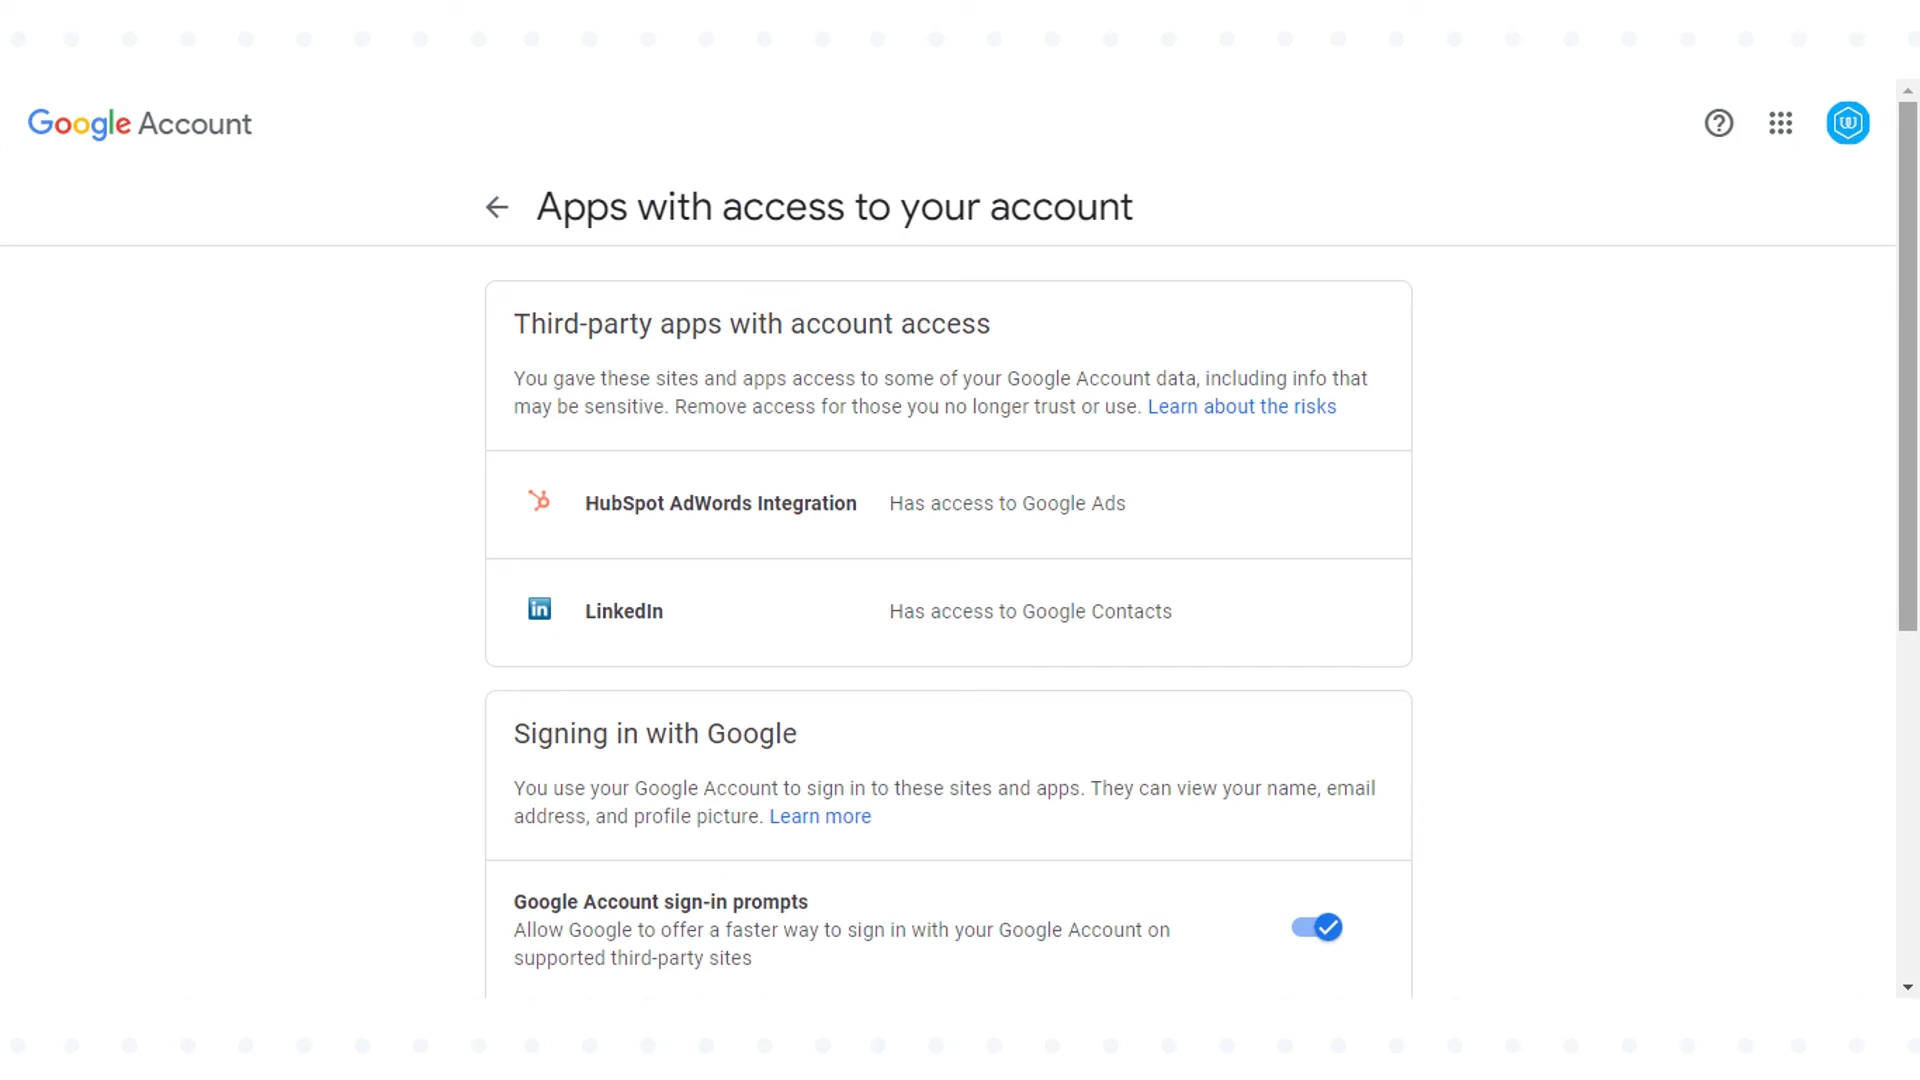 Google Account
Apps with access to your account
Third-party apps with account access
You gave these sites and apps access to some of your Google Account data, including info that
may be sensitive. Remove access for those you no longer trust or use. Learn about the risks
HubSpot AdWords Integration Has access to Google Ads
in LinkedIn Has access to Google Contacts
Signing in with Google
You use your Google Account to sign in to these sites and apps. They can view your name, email
address, and profile picture. Learn more
Google Account sign-in prompts
Allow Google to offer a faster way to sign in with your Google Account on
supported third-party sites